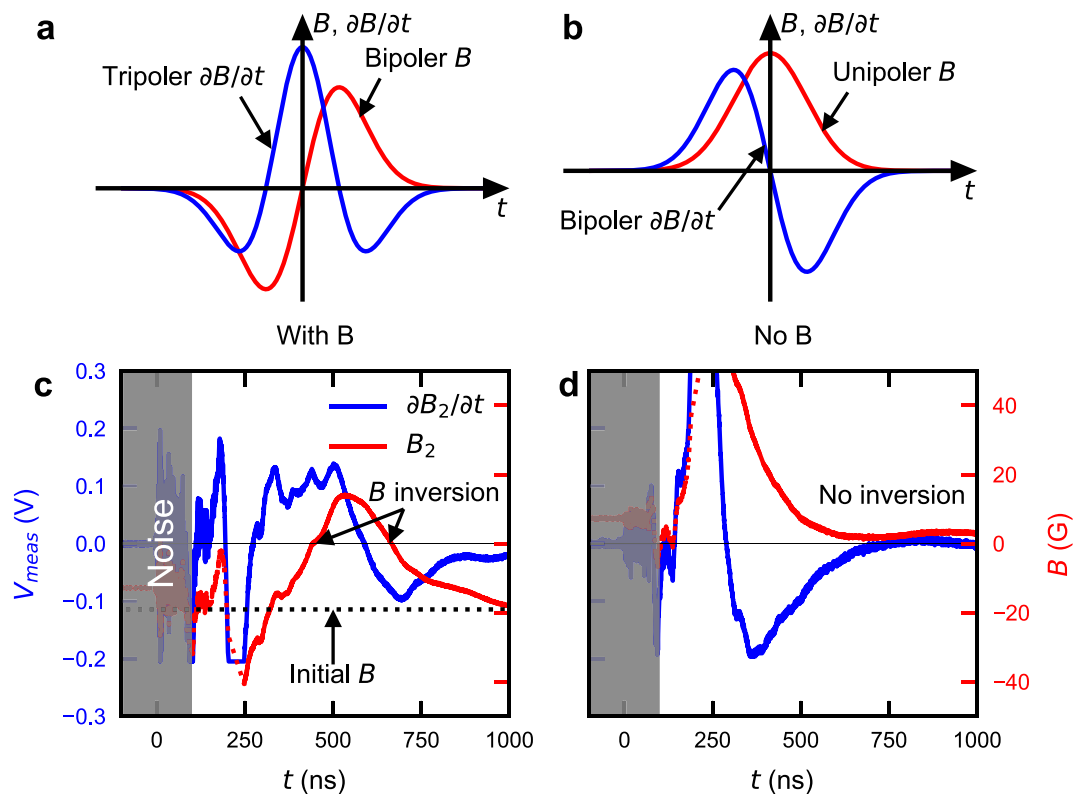 a
B, ∂B/∂t
Tripoler ∂B/∂t
Bipoler B
t
b
B, ∂B/∂t
Unipoler B
Bipoler ∂B/∂t
t
With B
No B
c
0.3
0.2
0.1
0.0
−0.1
−0.2
−0.3
V_meas (V)
Noise
∂B₂/∂t
B₂
B inversion
Initial B
0
250
500
750
1000
t (ns)
d
No inversion
40
20
0
−20
−40
B (G)
0
250
500
750
1000
t (ns)